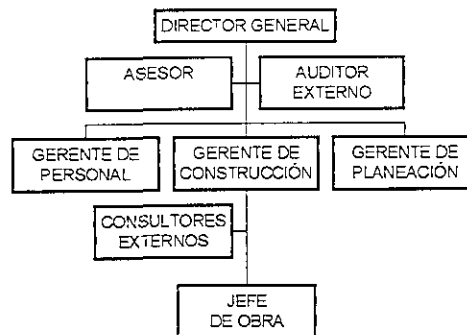 DIRECTOR GENERAL
ASESOR
AUDITOR
EXTERNO
GERENTE DE
PERSONAL
GERENTE DE
CONSTRUCCIÓN
GERENTE DE
PLANEACIÓN
CONSULTORES
EXTERNOS
JEFE
DE OBRA